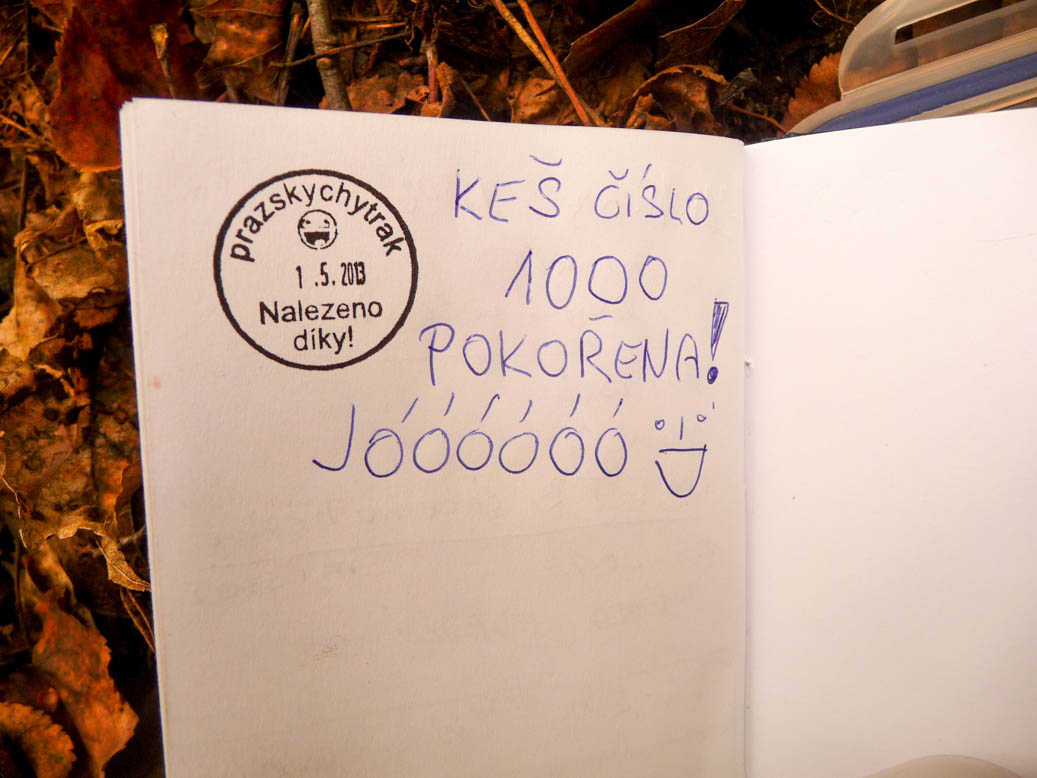 prazskychytrak
1.5.2013
Nalezeno
díky!
KEŠ ČÍSLO
1000
POKOŘENA!
JÓÓÓÓÓÓ